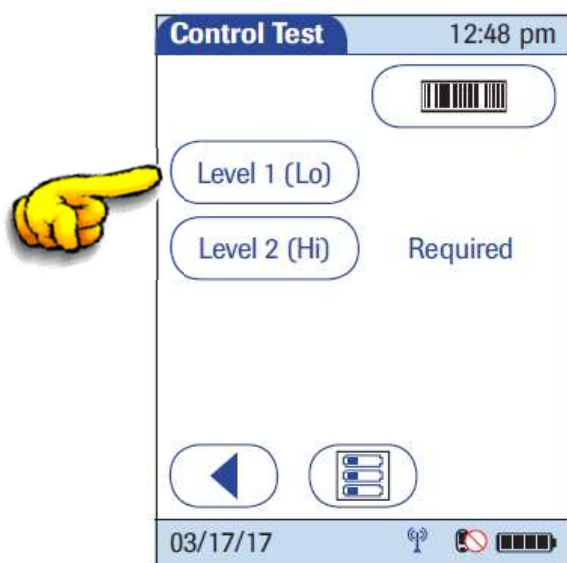 Control Test 12:48 pm
Level 1 (Lo)
Level 2 (Hi) Required
03/17/17